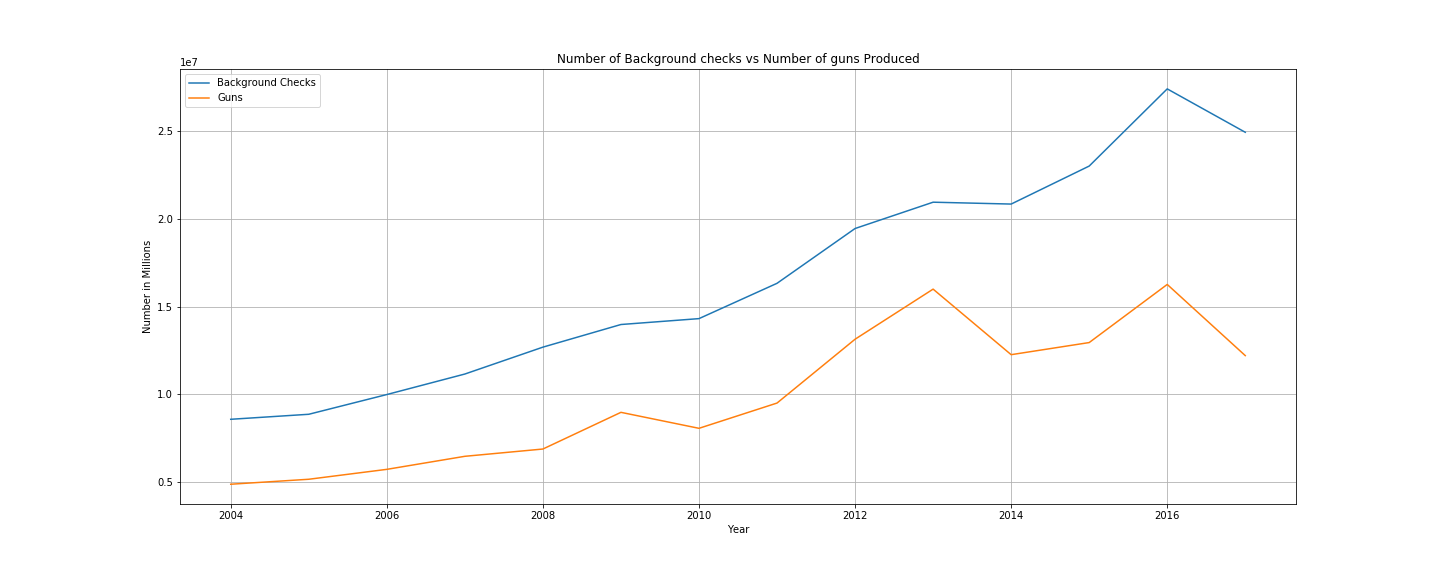 Number of Background checks vs Number of guns Produced
1e7
Background Checks
Guns
2.5
2.0
1.5
1.0
0.5
Number in Millions
2004 2006 2008 2010 2012 2014 2016
Year